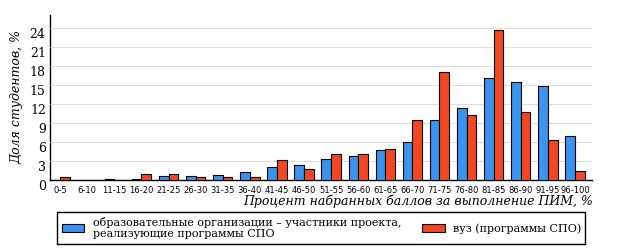 Доля студентов, %
24
21
18
15
12
9
6
3
0
0-5 6-10 11-15 16-20 21-25 26-30 31-35 36-40 41-45 46-50 51-55 56-60 61-65 66-70 71-75 76-80 81-85 86-90 91-95 96-100
Процент набранных баллов за выполнение ПИМ, %
образовательные организации – участники проекта,
реализующие программы СПО
вуз (программы СПО)